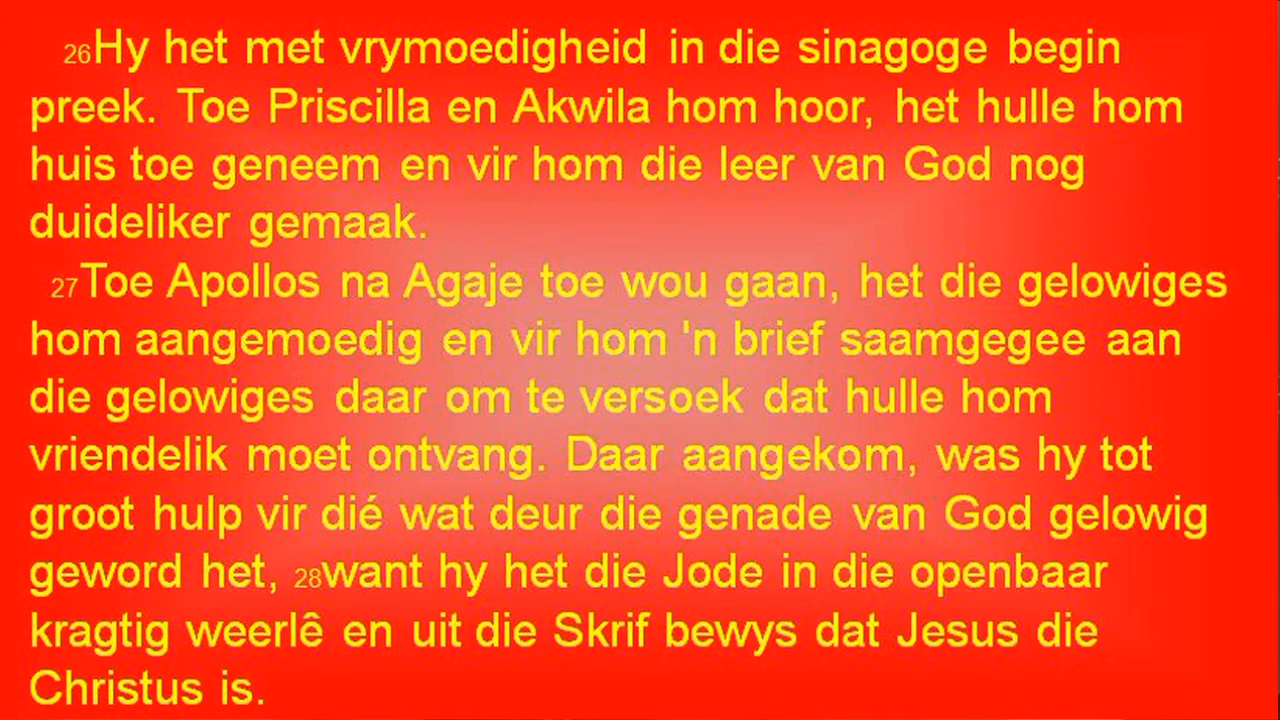 26Hy het met vrymoedigheid in die sinagoge begin
preek. Toe Priscilla en Akwila hom hoor, het hulle hom
huis toe geneem en vir hom die leer van God nog
duideliker gemaak.
27Toe Apollos na Agaje toe wou gaan, het die gelowiges
hom aangemoedig en vir hom 'n brief saamgegee aan
die gelowiges daar om te versoek dat hulle hom
vriendelik moet ontvang. Daar aangekom, was hy tot
groot hulp vir dié wat deur die genade van God gelowig
geword het, 28want hy het die Jode in die openbaar
kragtig weerlê en uit die Skrif bewys dat Jesus die
Christus is.